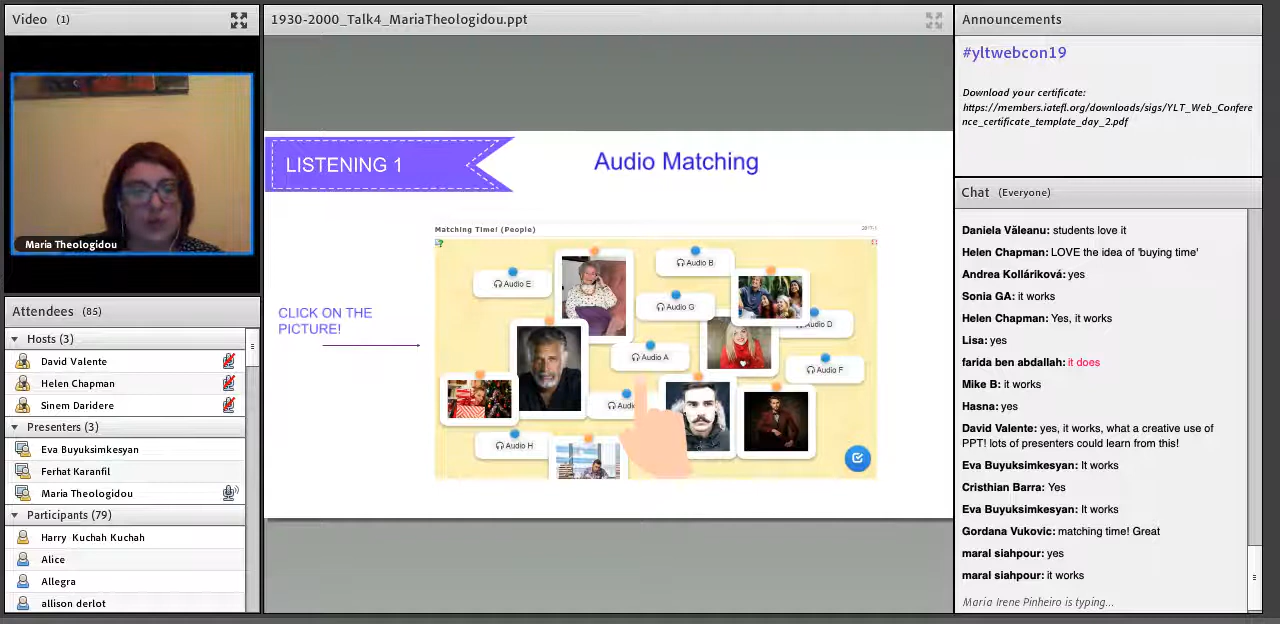 Video (1)
Maria Theologidou
Attendees (85)
Hosts (3)
David Valente
Helen Chapman
Sinem Daridere
Presenters (3)
Eva Buyuksimkesyan
Ferhat Karanfil
Maria Theologidou
Participants (79)
Harry Kuchah Kuchah
Alice
Allegra
allison derlot
1930-2000_Talk4_MariaTheologidou.ppt
LISTENING 1
Audio Matching
Matching Time! (People)
CLICK ON THE
PICTURE!
Audio E
Audio B
Audio G
Audio D
Audio A
Audio F
Audio H
Announcements
#yltwebcon19
Download your certificate:
https://members.iatefl.org/downloads/sigs/YLT_Web_Confere
nce_certificate_template_day_2.pdf
Chat (Everyone)
Daniela Văleanu: students love it
Helen Chapman: LOVE the idea of 'buying time'
Andrea Kolláriková: yes
Sonia GA: it works
Helen Chapman: Yes, it works
Lisa: yes
farida ben abdallah: it does
Mike B: it works
Hasna: yes
David Valente: yes, it works, what a creative use of
PPT! lots of presenters could learn from this!
Eva Buyuksimkesyan: It works
Cristhian Barra: Yes
Eva Buyuksimkesyan: It works
Gordana Vukovic: matching time! Great
maral siahpour: yes
maral siahpour: it works
Maria Irene Pinheiro is typing...